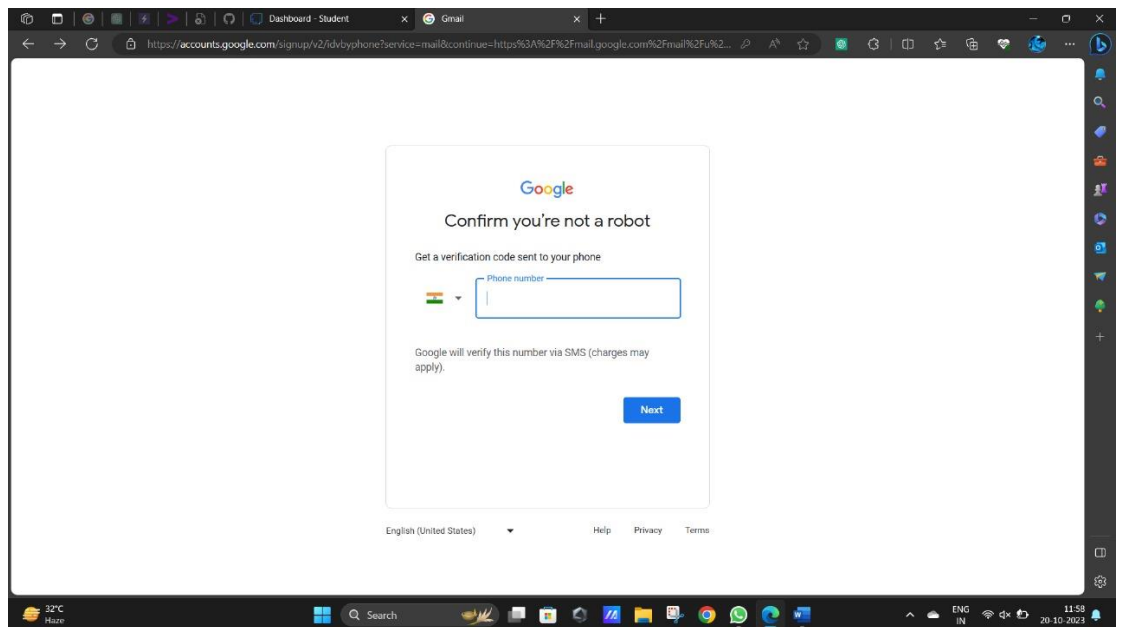 Dashboard - Student
Gmail
https://accounts.google.com/signup/v2/idvbyphone?service=mail&continue=https%3A%2F%2Fmail.google.com%2Fmail%2Fu%2...
Google
Confirm you're not a robot
Get a verification code sent to your phone
Phone number
Google will verify this number via SMS (charges may
apply).
Next
English (United States)
Help Privacy Terms
32°C
Haze
Search
ENG
IN
11:58
20-10-2023